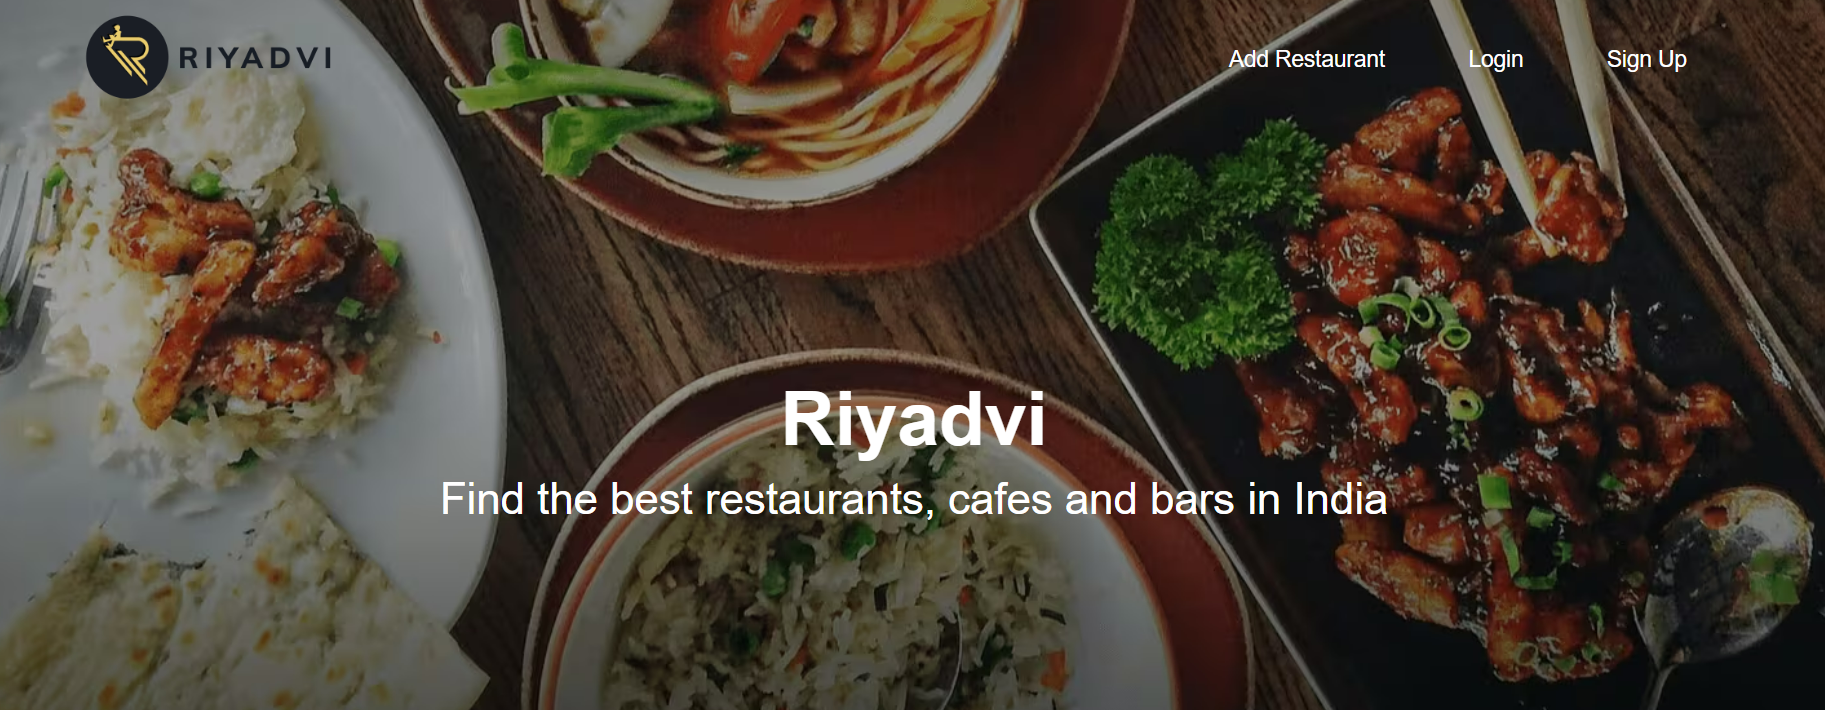 RIYADVI
Add Restaurant
Login
Sign Up
Riyadvi
Find the best restaurants, cafes and bars in India